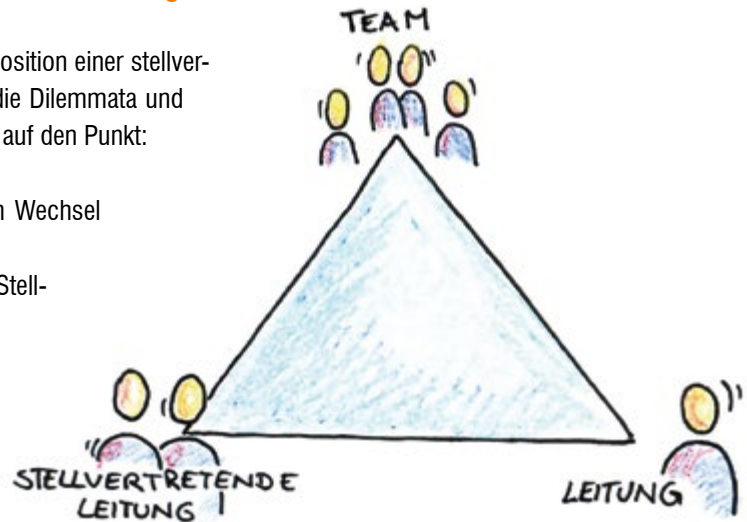 TEAM
osition einer stellver-
die Dilemmata und
auf den Punkt:
n Wechsel
Stell-
STELLVERTRETENDE
LEITUNG
LEITUNG